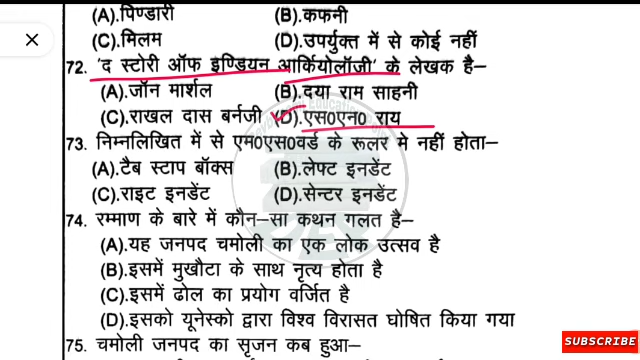 (A).पिण्डारी (B).कफनी
(C).मिलम (D).उपर्युक्त में से कोई नहीं
72. 'द स्टोरी ऑफ इण्डियन आर्कियोलॉजी' के लेखक है–
(A).जॉन मार्शल (B).दया राम साहनी
(C).राखल दास बर्नजी (D).एस0एन0 राय
73. निम्नलिखित में से एम0एस0वर्ड के रूलर मे नहीं होता–
(A).टैब स्टाप बॉक्स (B).लेफ्ट इनडेंट
(C).राइट इनडेंट (D).सेन्टर इनडेंट
74. रम्माण के बारे में कौन–सा कथन गलत है–
(A).यह जनपद चमोली का एक लोक उत्सव है
(B).इसमें मुखौटा के साथ नृत्य होता है
(C).इसमें ढोल का प्रयोग वर्जित है
(D).इसको यूनेस्को द्वारा विश्व विरासत घोषित किया गया
75. चमोली जनपद का सृजन कब हुआ–
SUBSCRIBE